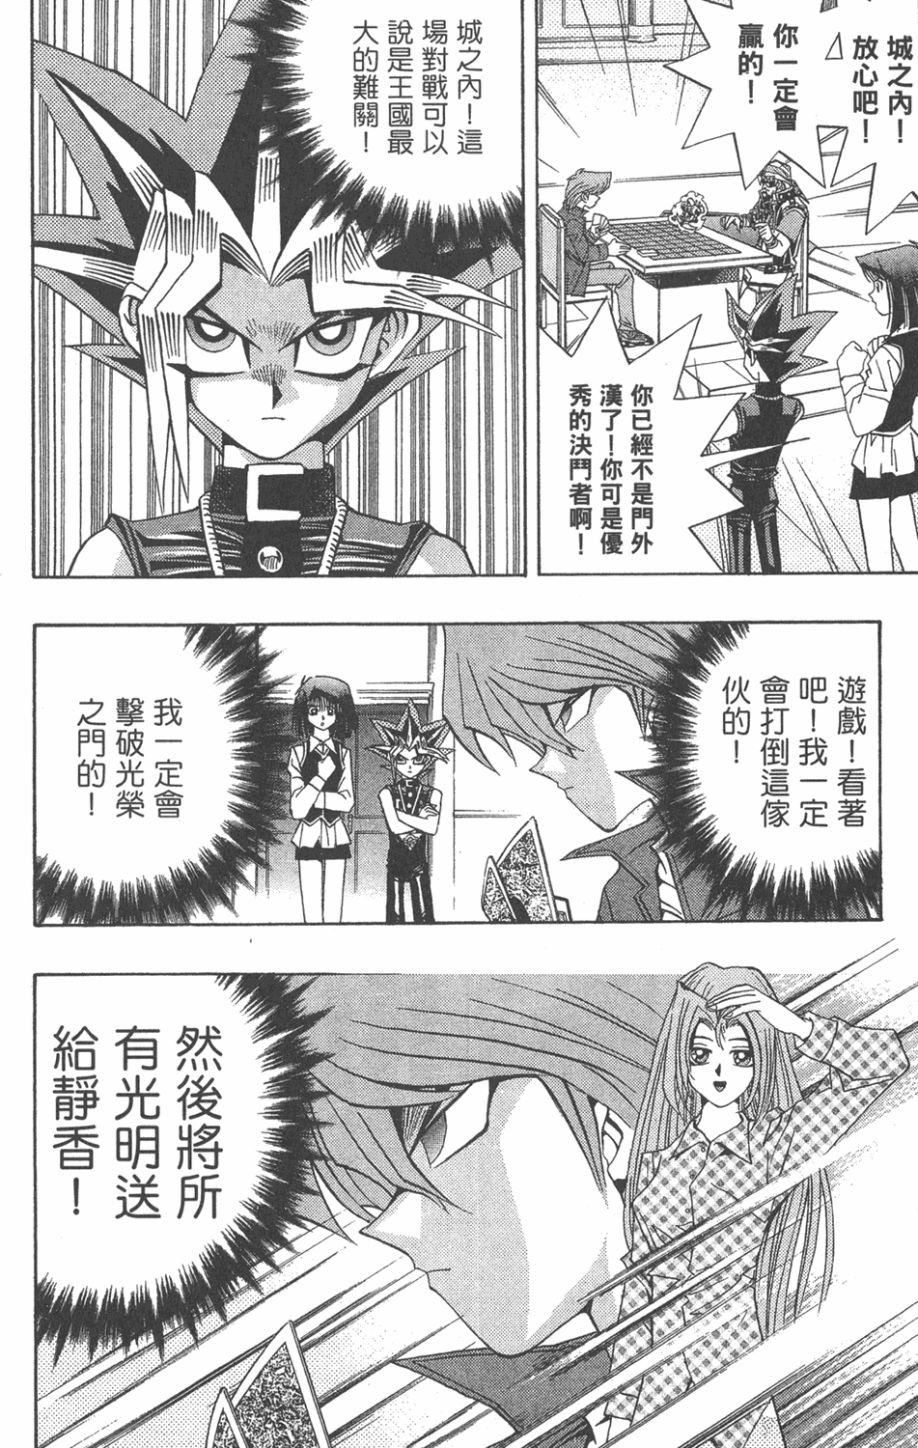 城之內！
放心吧！
你一定會
贏的！
你已經不是門外
漢了！你可是優
秀的決鬥者啊！
城之內！這
場對戰可以
說是王國最
大的難關！
遊戲！看著
吧！我一定
會打倒這傢
伙的！
我一定會
擊破光榮
之門的！
然後將所
有光明送
給靜香！